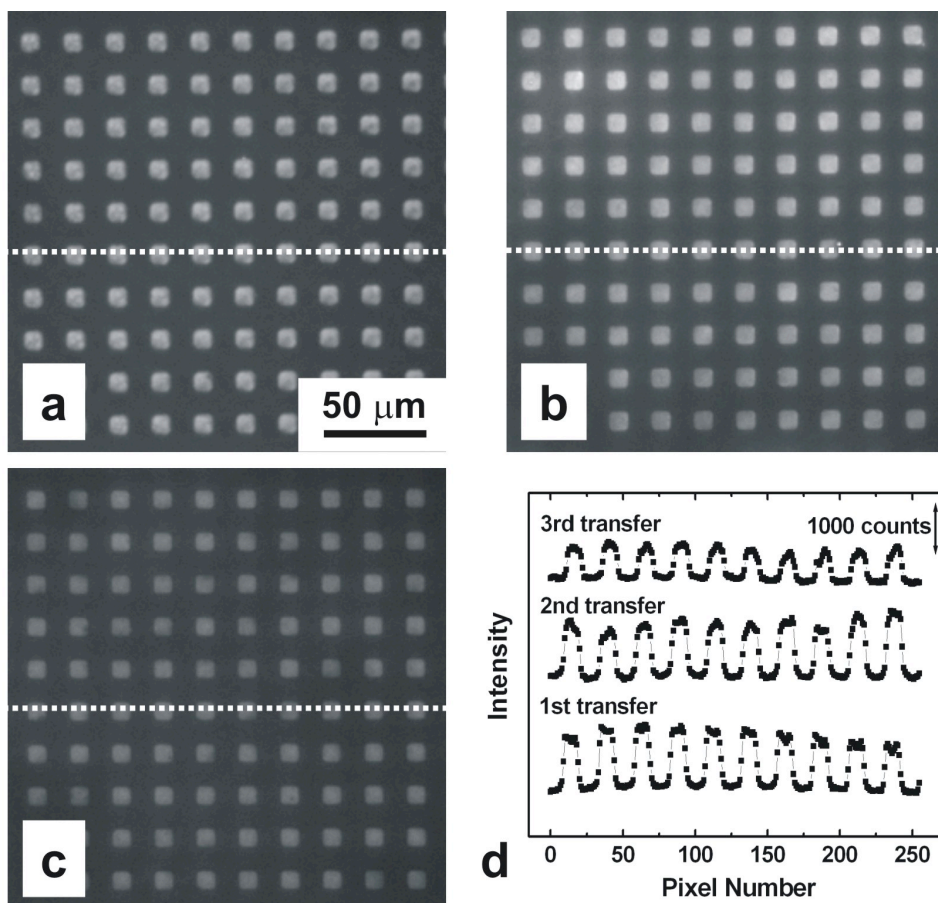 a
50 μm
b
c
3rd transfer
1000 counts
2nd transfer
1st transfer
Intensity
d
0 50 100 150 200 250
Pixel Number